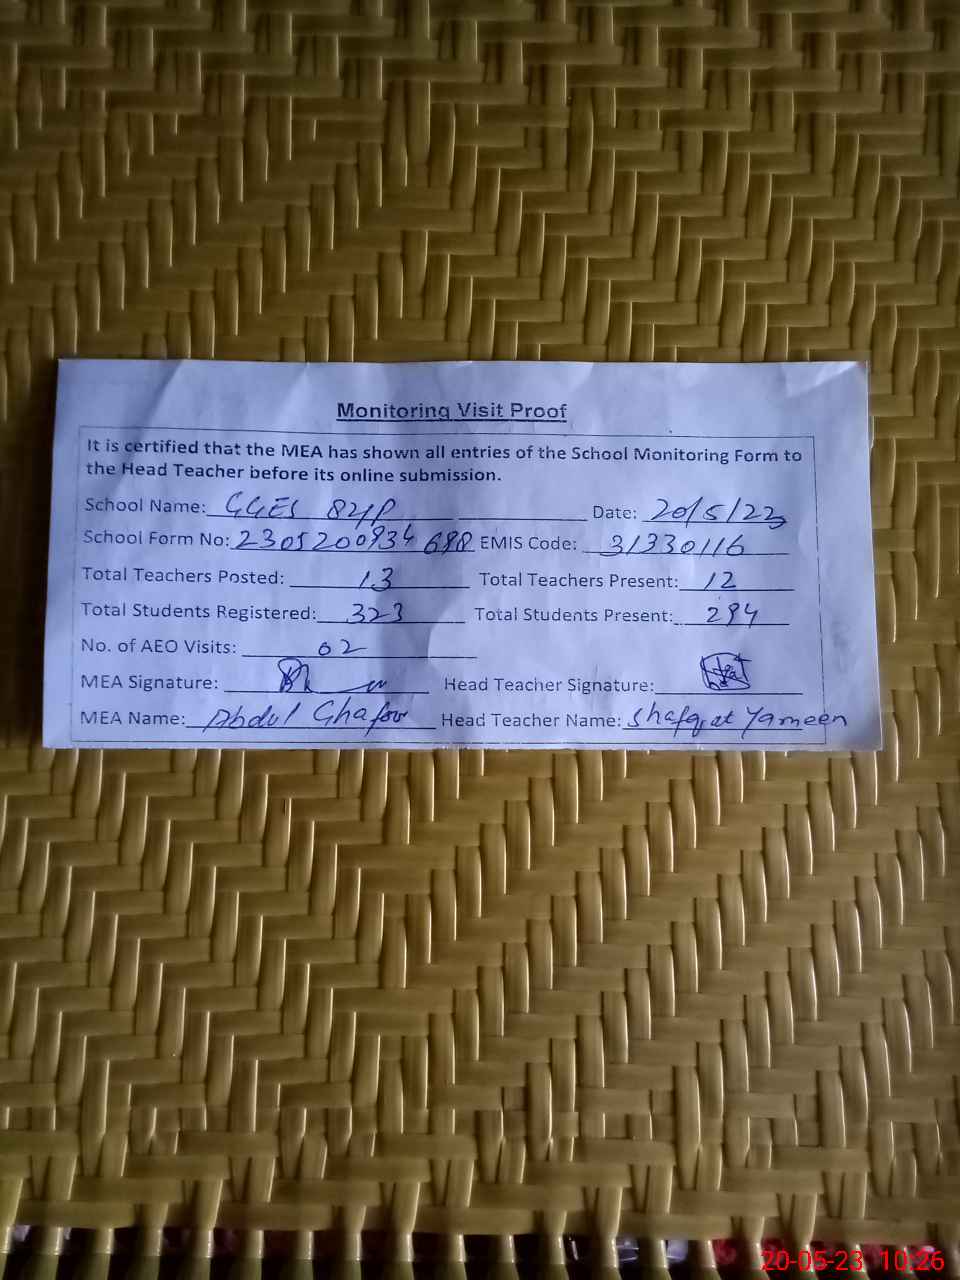 Monitoring Visit Proof
It is certified that the MEA has shown all entries of the School Monitoring Form to
the Head Teacher before its online submission.
School Name: GGES 84/P Date: 20/5/23
School Form No: 2305200934698 EMIS Code: 31330116
Total Teachers Posted: 13 Total Teachers Present: 12
Total Students Registered: 323 Total Students Present: 294
No. of AEO Visits: 02
MEA Signature: Head Teacher Signature:
MEA Name: Abdul Ghafoor Head Teacher Name: Shafqat Yameen
20-05-23 10:26